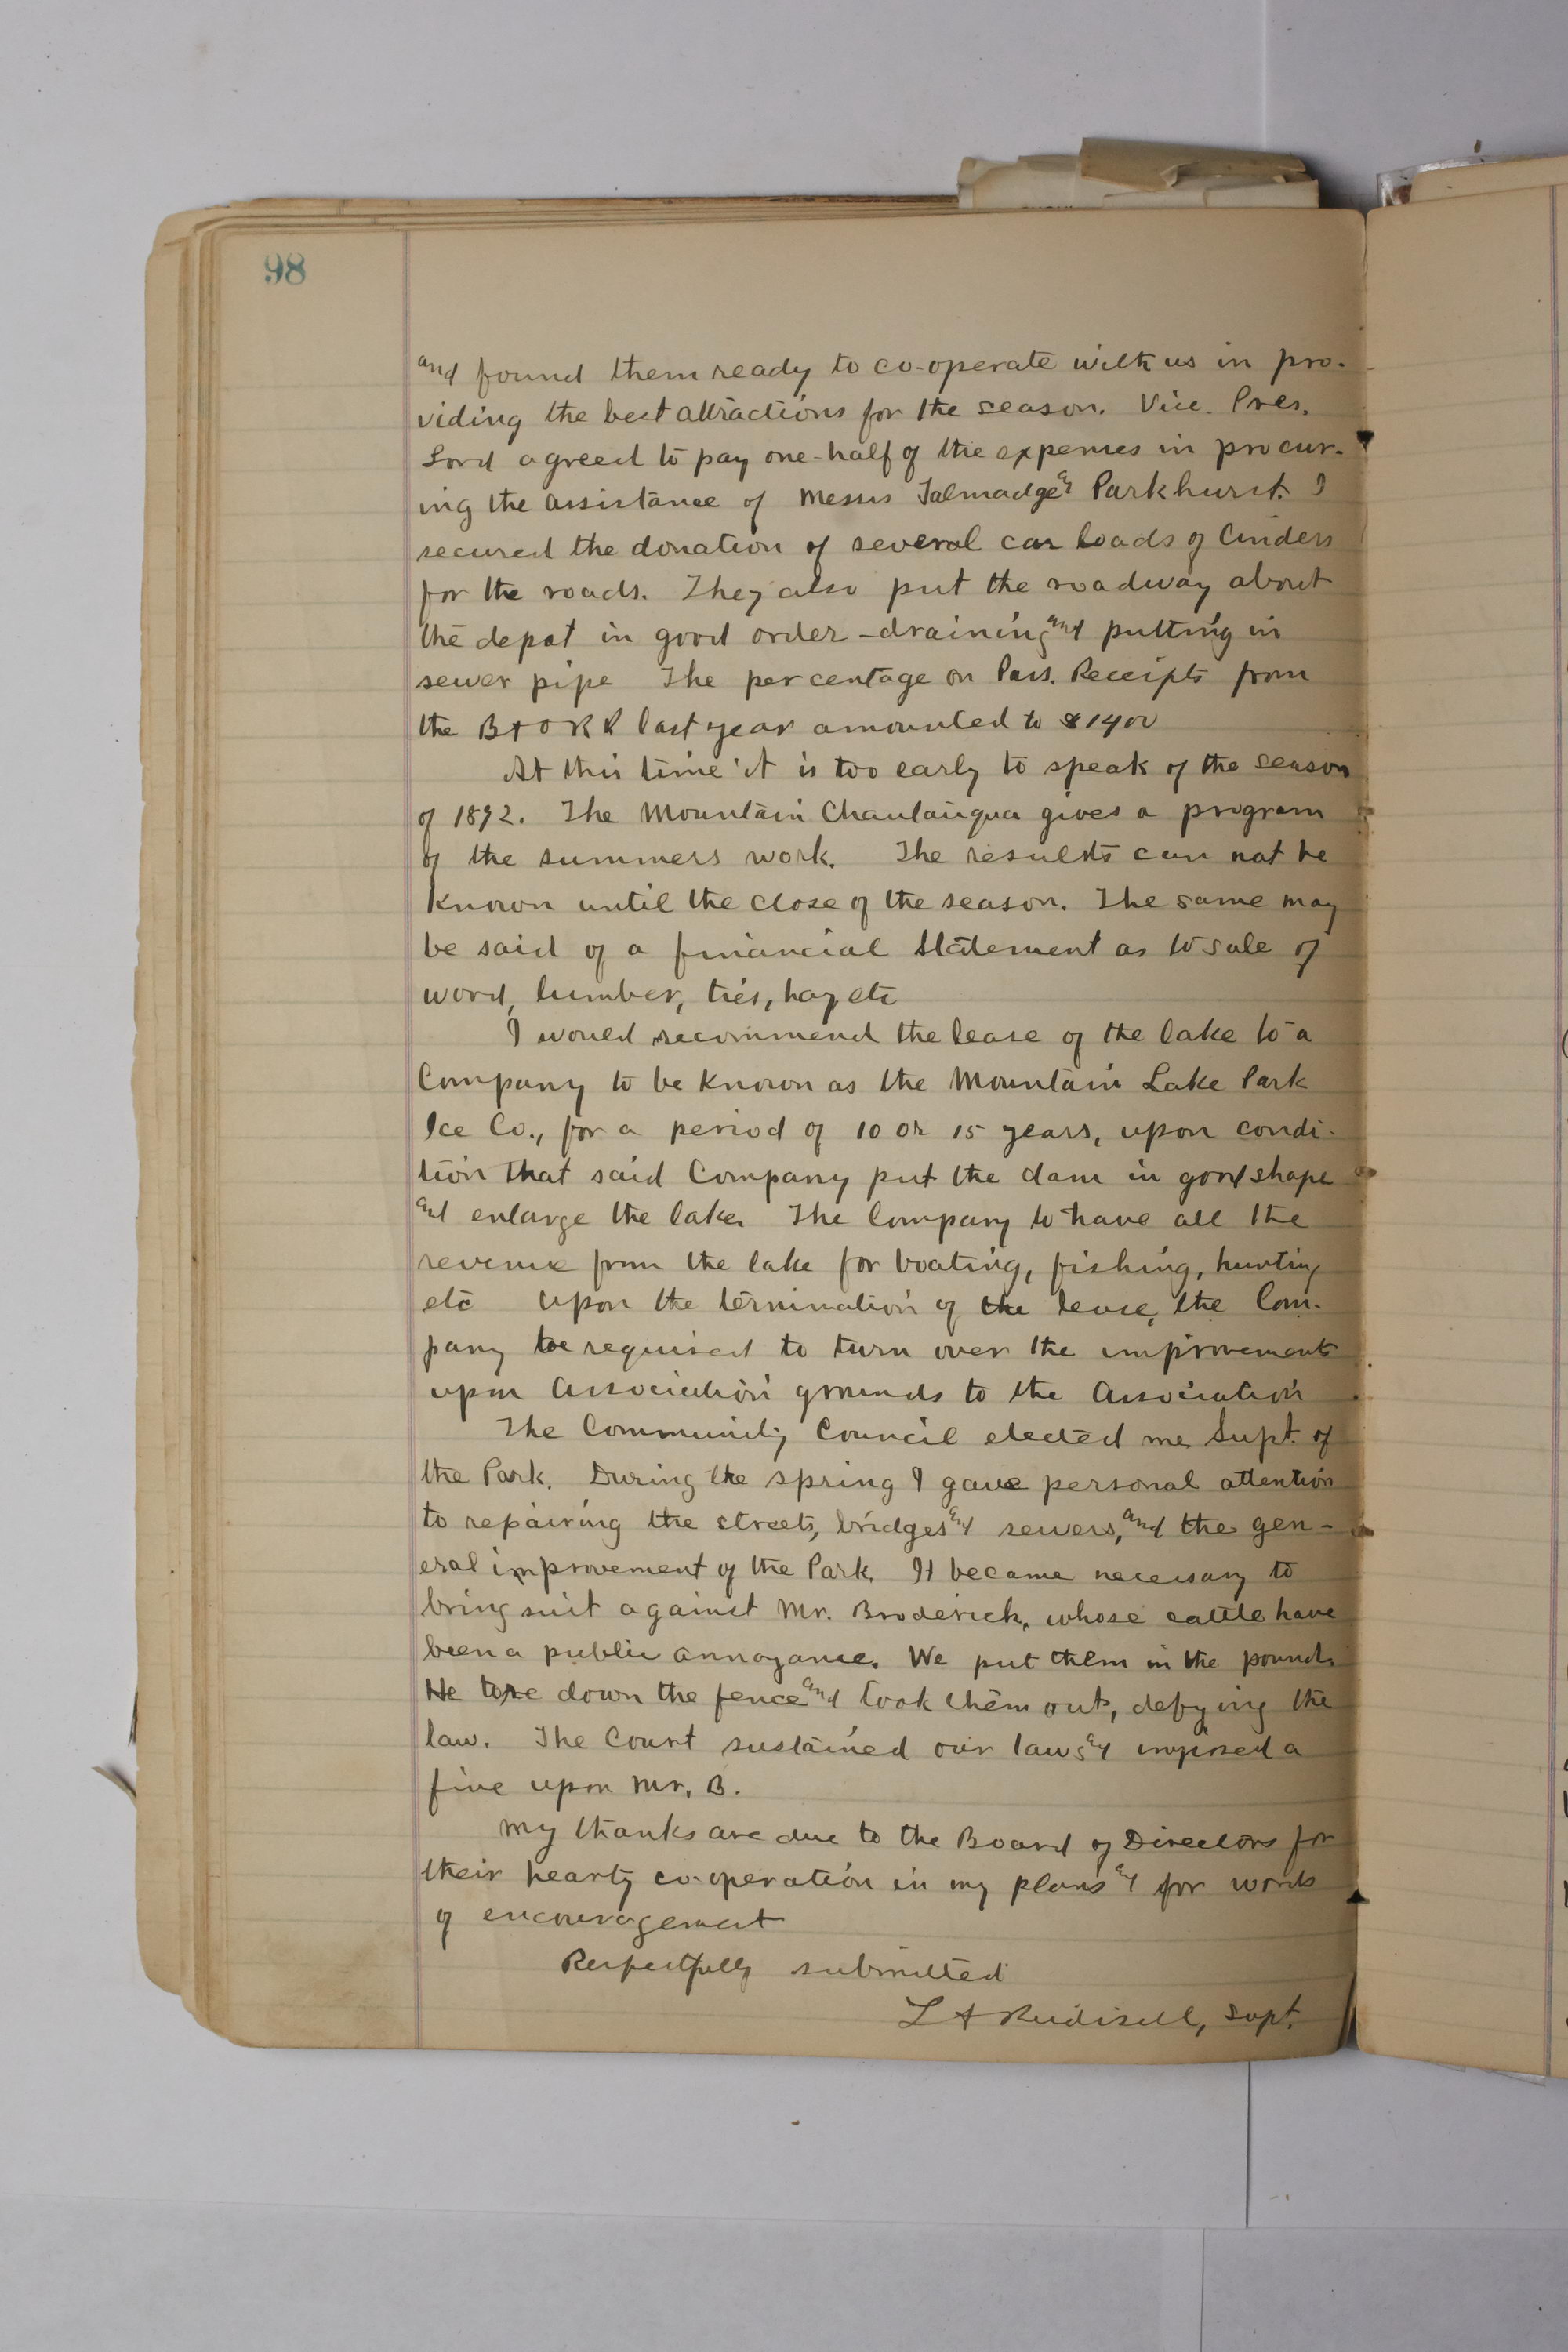 98
and found them ready to co-operate with us in pro-
viding the best attractions for the season. Vice. Pres.
Lord agreed to pay one-half of the expenses in procur-
ing the assistance of Messrs Talmadge and Parkhurst. I
secured the donation of several car loads of Cinders
for the roads. They also put the roadway about
the depot in good order - draining and putting in
sewer pipe The percentage on Pass. Receipts from
the B & O R R last year amounted to $1400
At this time it is too early to speak of the season
of 1892. The Mountain Chautauqua gives a program
of the summers work. The results can not be
known until the close of the season. The same may
be said of a financial statement as to sale of
wood, lumber, ties, hay etc
I would recommend the lease of the lake to a
Company to be known as the Mountain Lake Park
Ice Co., for a period of 10 or 15 years, upon condi-
tion that said Company put the dam in good shape
and enlarge the lake. The Company to have all the
revenue from the lake for boating, fishing, hunting
etc Upon the termination of the lease, the Com-
pany be required to turn over the improvements
upon Association grounds to the Association
The Community Council elected me Supt. of
the Park. During the spring I gave personal attention
to repairing the streets, bridges and sewers, and the gen-
eral improvement of the Park. It became necessary to
bring suit against Mr. Broderick, whose cattle have
been a public annoyance. We put them in the pound.
He tore down the fence and took them out, defying the
law. The Court sustained our laws and imposed a
fine upon Mr. B.
My thanks are due to the Board of Directors for
their hearty co-operation in my plans and for words
of encouragement
Respectfully submitted
L A Rudisill, Supt.